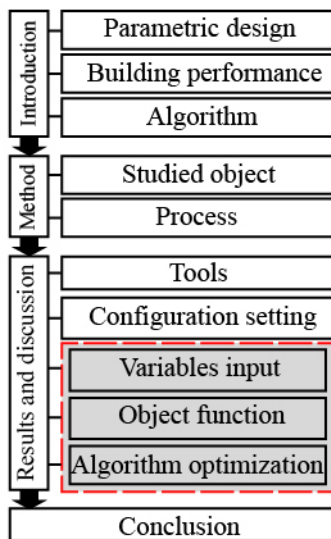 Introduction
Parametric design
Building performance
Algorithm
Method
Studied object
Process
Results and discussion
Tools
Configuration setting
Variables input
Object function
Algorithm optimization
Conclusion